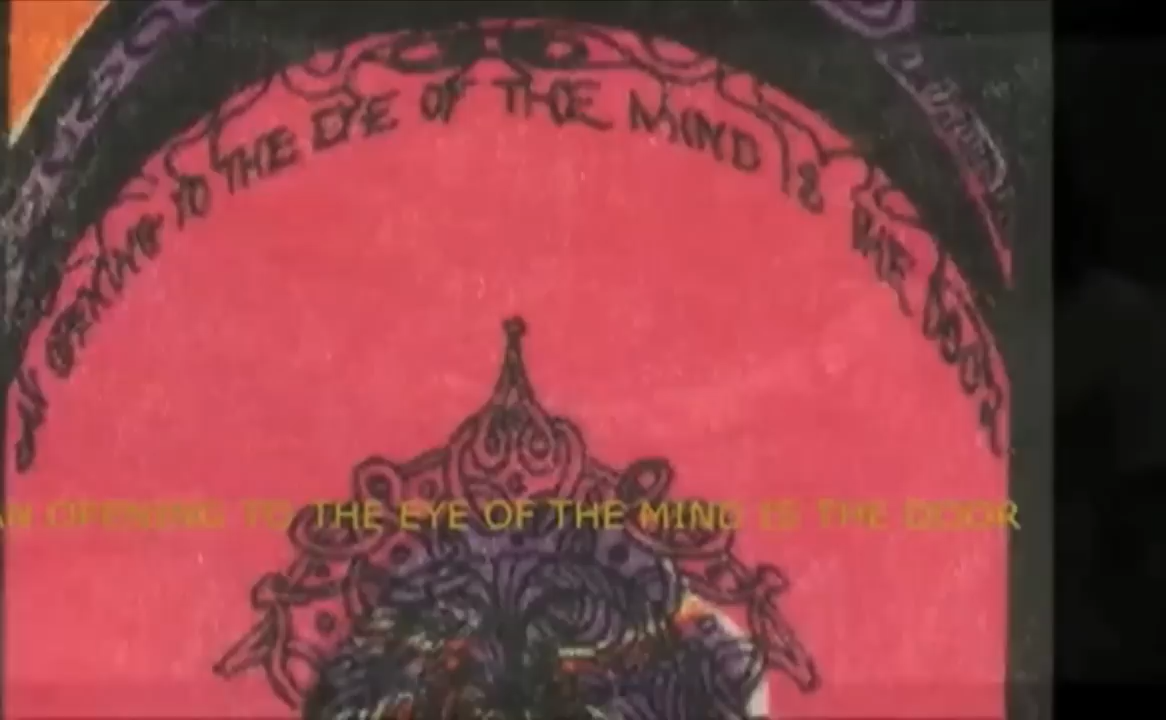 AN OPENING TO THE EYE OF THE MIND & THE DOOR
AN OPENING TO THE EYE OF THE MIND IS THE DOOR